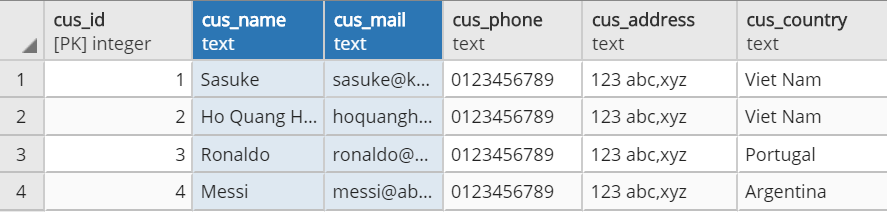 cus_id cus_name cus_mail cus_phone cus_address cus_country
[PK] integer text text text text text
1 1 Sasuke sasuke@k... 0123456789 123 abc,xyz Viet Nam
2 2 Ho Quang H... hoquangh... 0123456789 123 abc,xyz Viet Nam
3 3 Ronaldo ronaldo@... 0123456789 123 abc,xyz Portugal
4 4 Messi messi@ab... 0123456789 123 abc,xyz Argentina